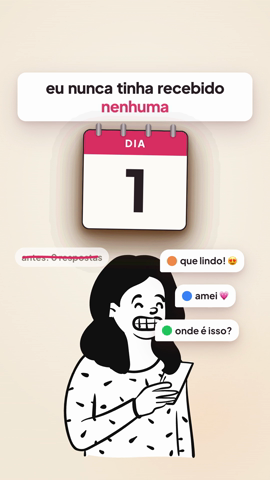 eu nunca tinha recebido
nenhuma
DIA
1
antes: 0 respostas
que lindo! 😍
amei 💗
onde é isso?